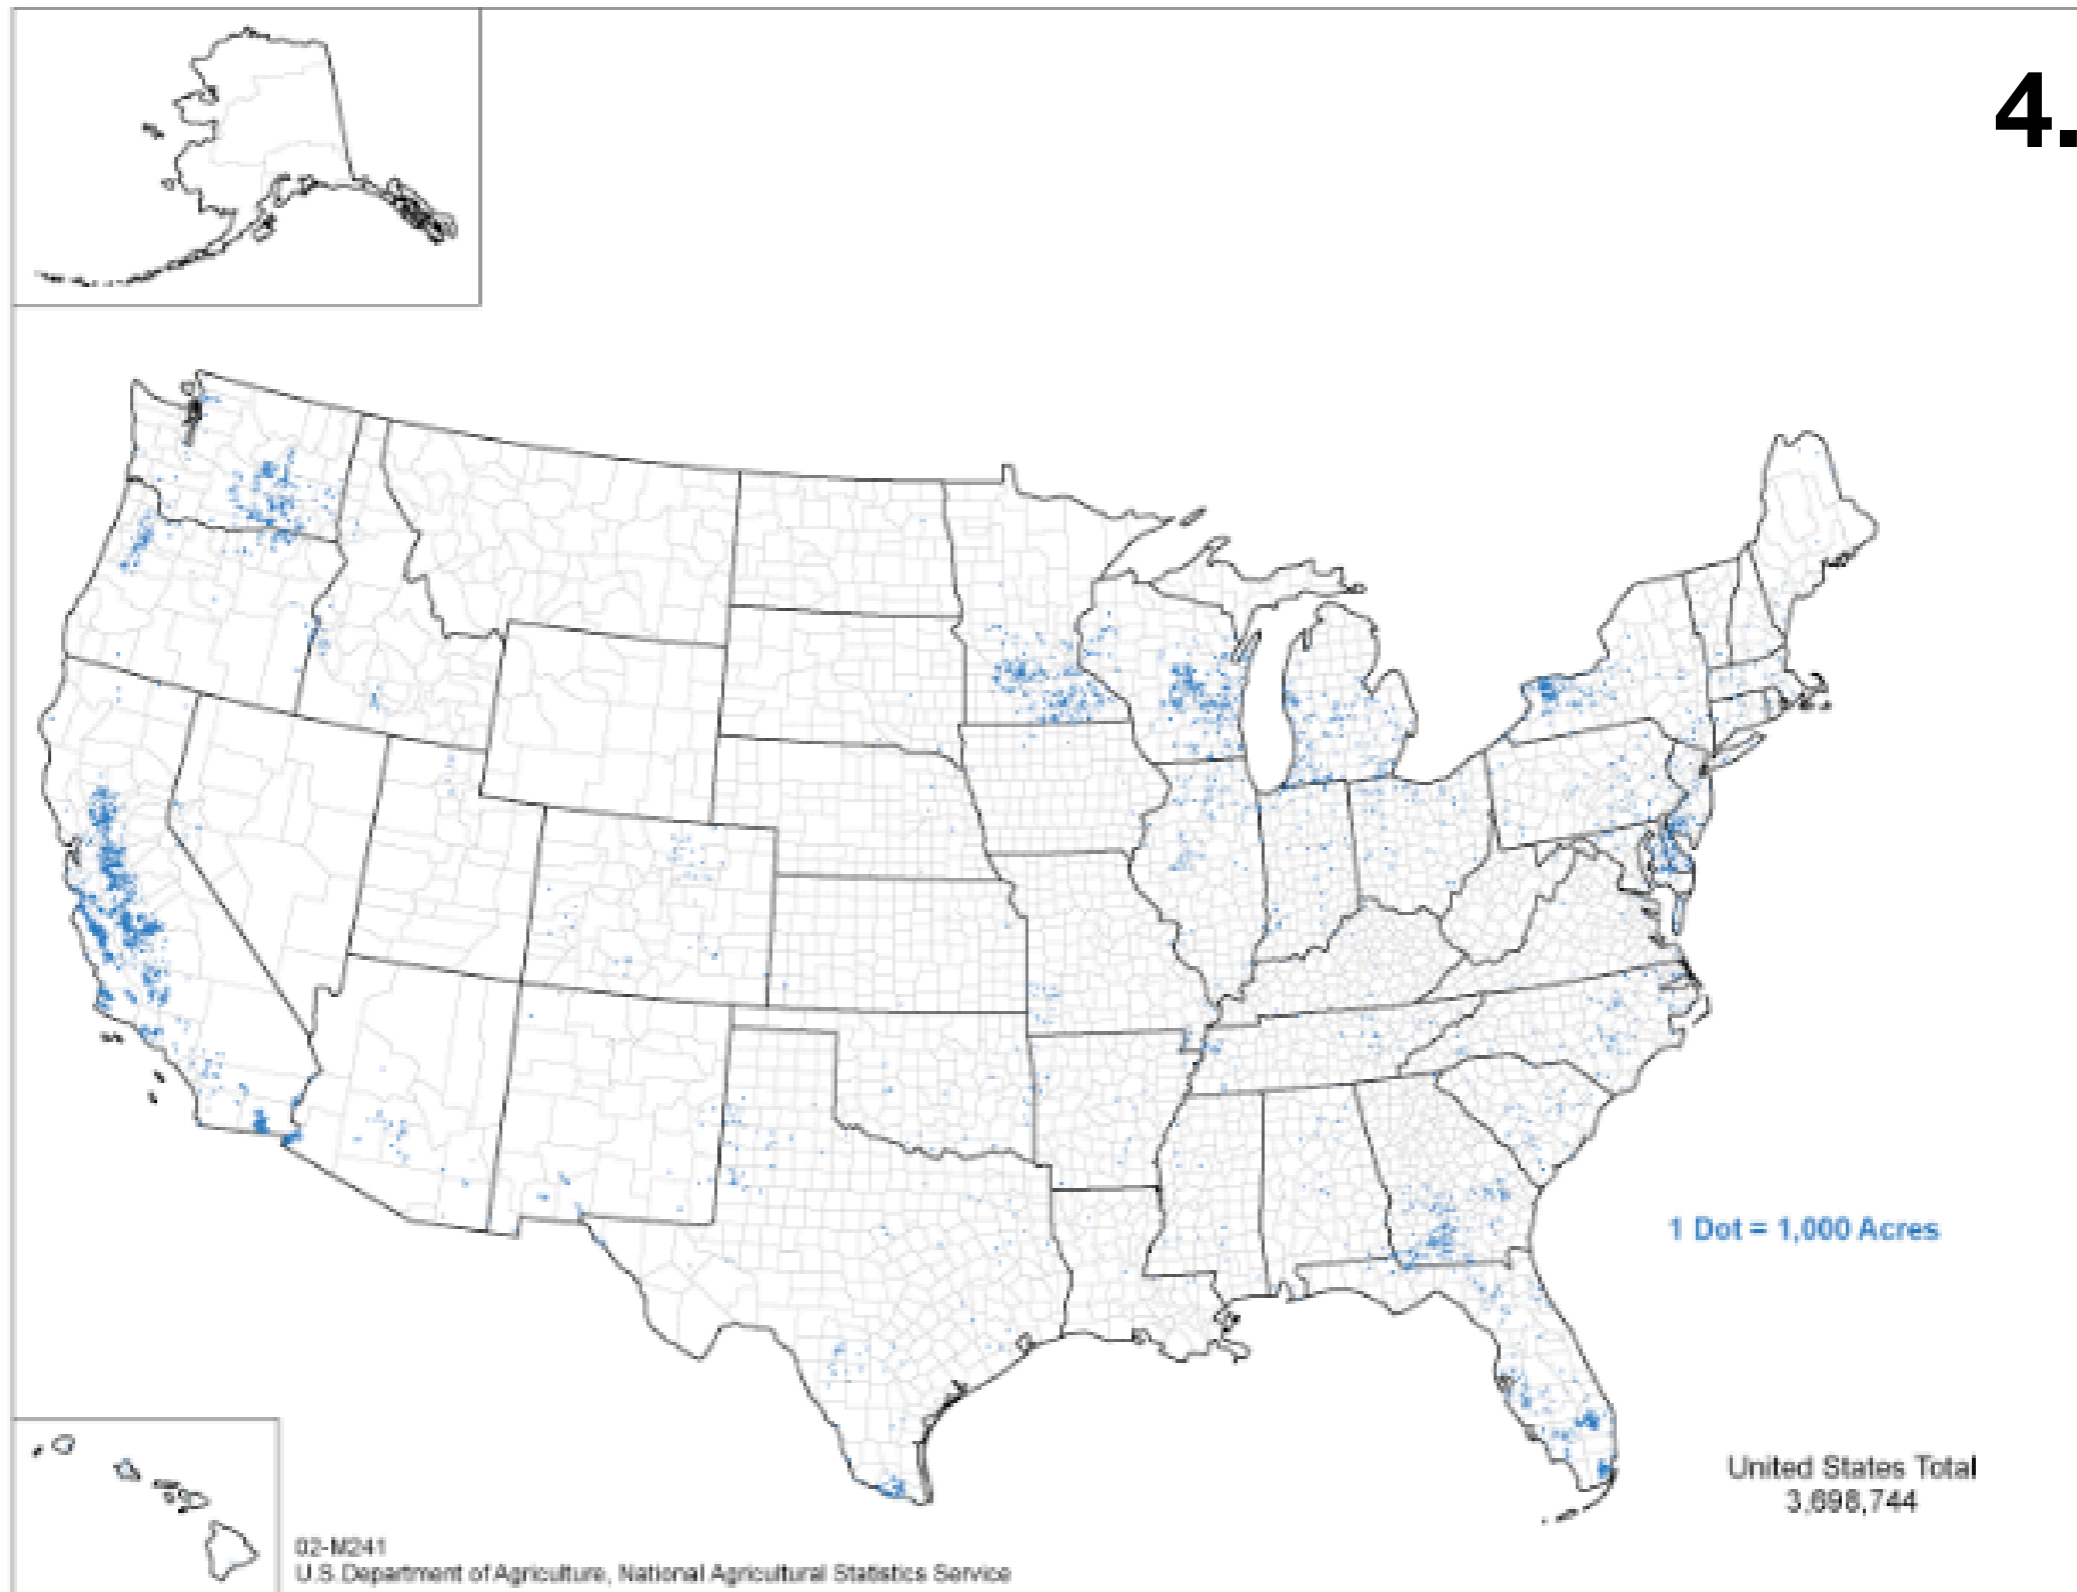 4.
1 Dot = 1,000 Acres
United States Total
3,698,744
02-M241
U.S. Department of Agriculture, National Agricultural Statistics Service